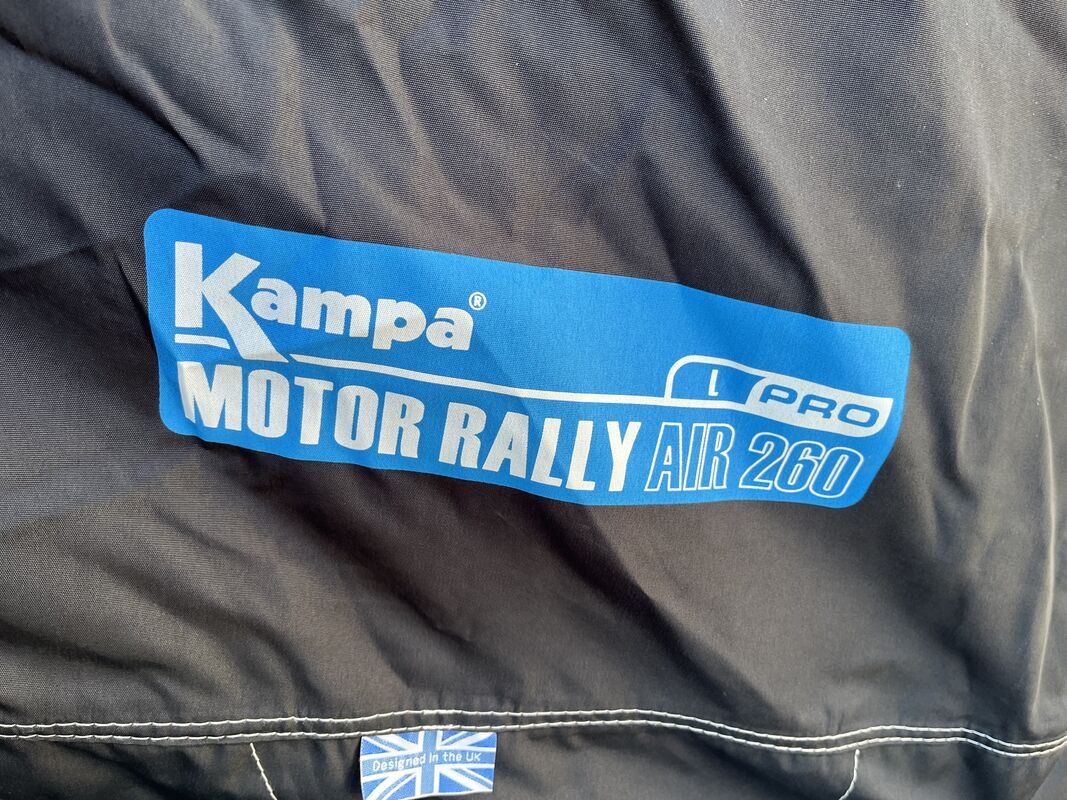 Kampa®
L PRO
MOTOR RALLY AIR 260
Designed in the UK